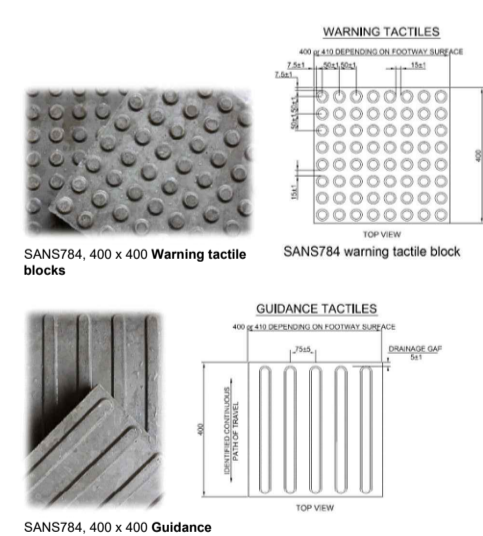 WARNING TACTILES
400 or 410 DEPENDING ON FOOTWAY SURFACE
7.5±1
50±1
50±1
15±1
7.5±1
50±1
50±1
15±1
400
TOP VIEW
SANS784 warning tactile block
SANS784, 400 x 400 Warning tactile
blocks
GUIDANCE TACTILES
400 or 410 DEPENDING ON FOOTWAY SURFACE
75±5
DRAINAGE GAP
5±1
400
IDENTIFIED CONTINUOUS
PATH OF TRAVEL
TOP VIEW
SANS784, 400 x 400 Guidance